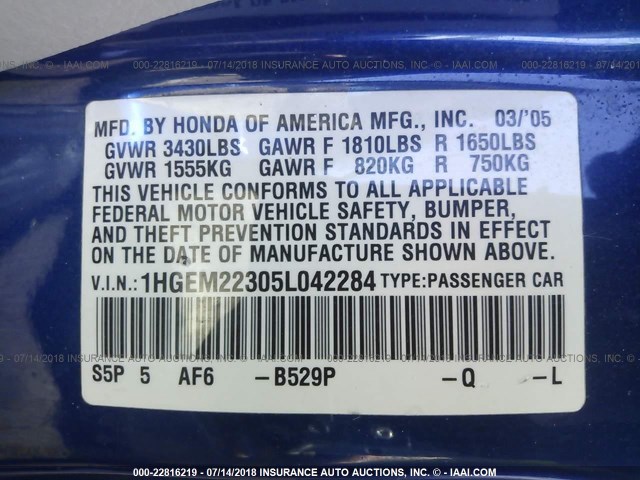 000-22816219 - 07/14/2018 INSURANCE AUTO AUCTIONS, INC. - © - IAAI.COM
MFD. BY HONDA OF AMERICA MFG., INC. 03/'05
GVWR 3430LBS GAWR F 1810LBS R 1650LBS
GVWR 1555KG GAWR F 820KG R 750KG
THIS VEHICLE CONFORMS TO ALL APPLICABLE
FEDERAL MOTOR VEHICLE SAFETY, BUMPER,
AND THEFT PREVENTION STANDARDS IN EFFECT
ON THE DATE OF MANUFACTURE SHOWN ABOVE.
V.I.N.: 1HGEM22305L042284 TYPE:PASSENGER CAR
S5P 5 AF6 -B529P -Q -L
000-22816219 - 07/14/2018 INSURANCE AUTO AUCTIONS, INC. - © - IAAI.COM